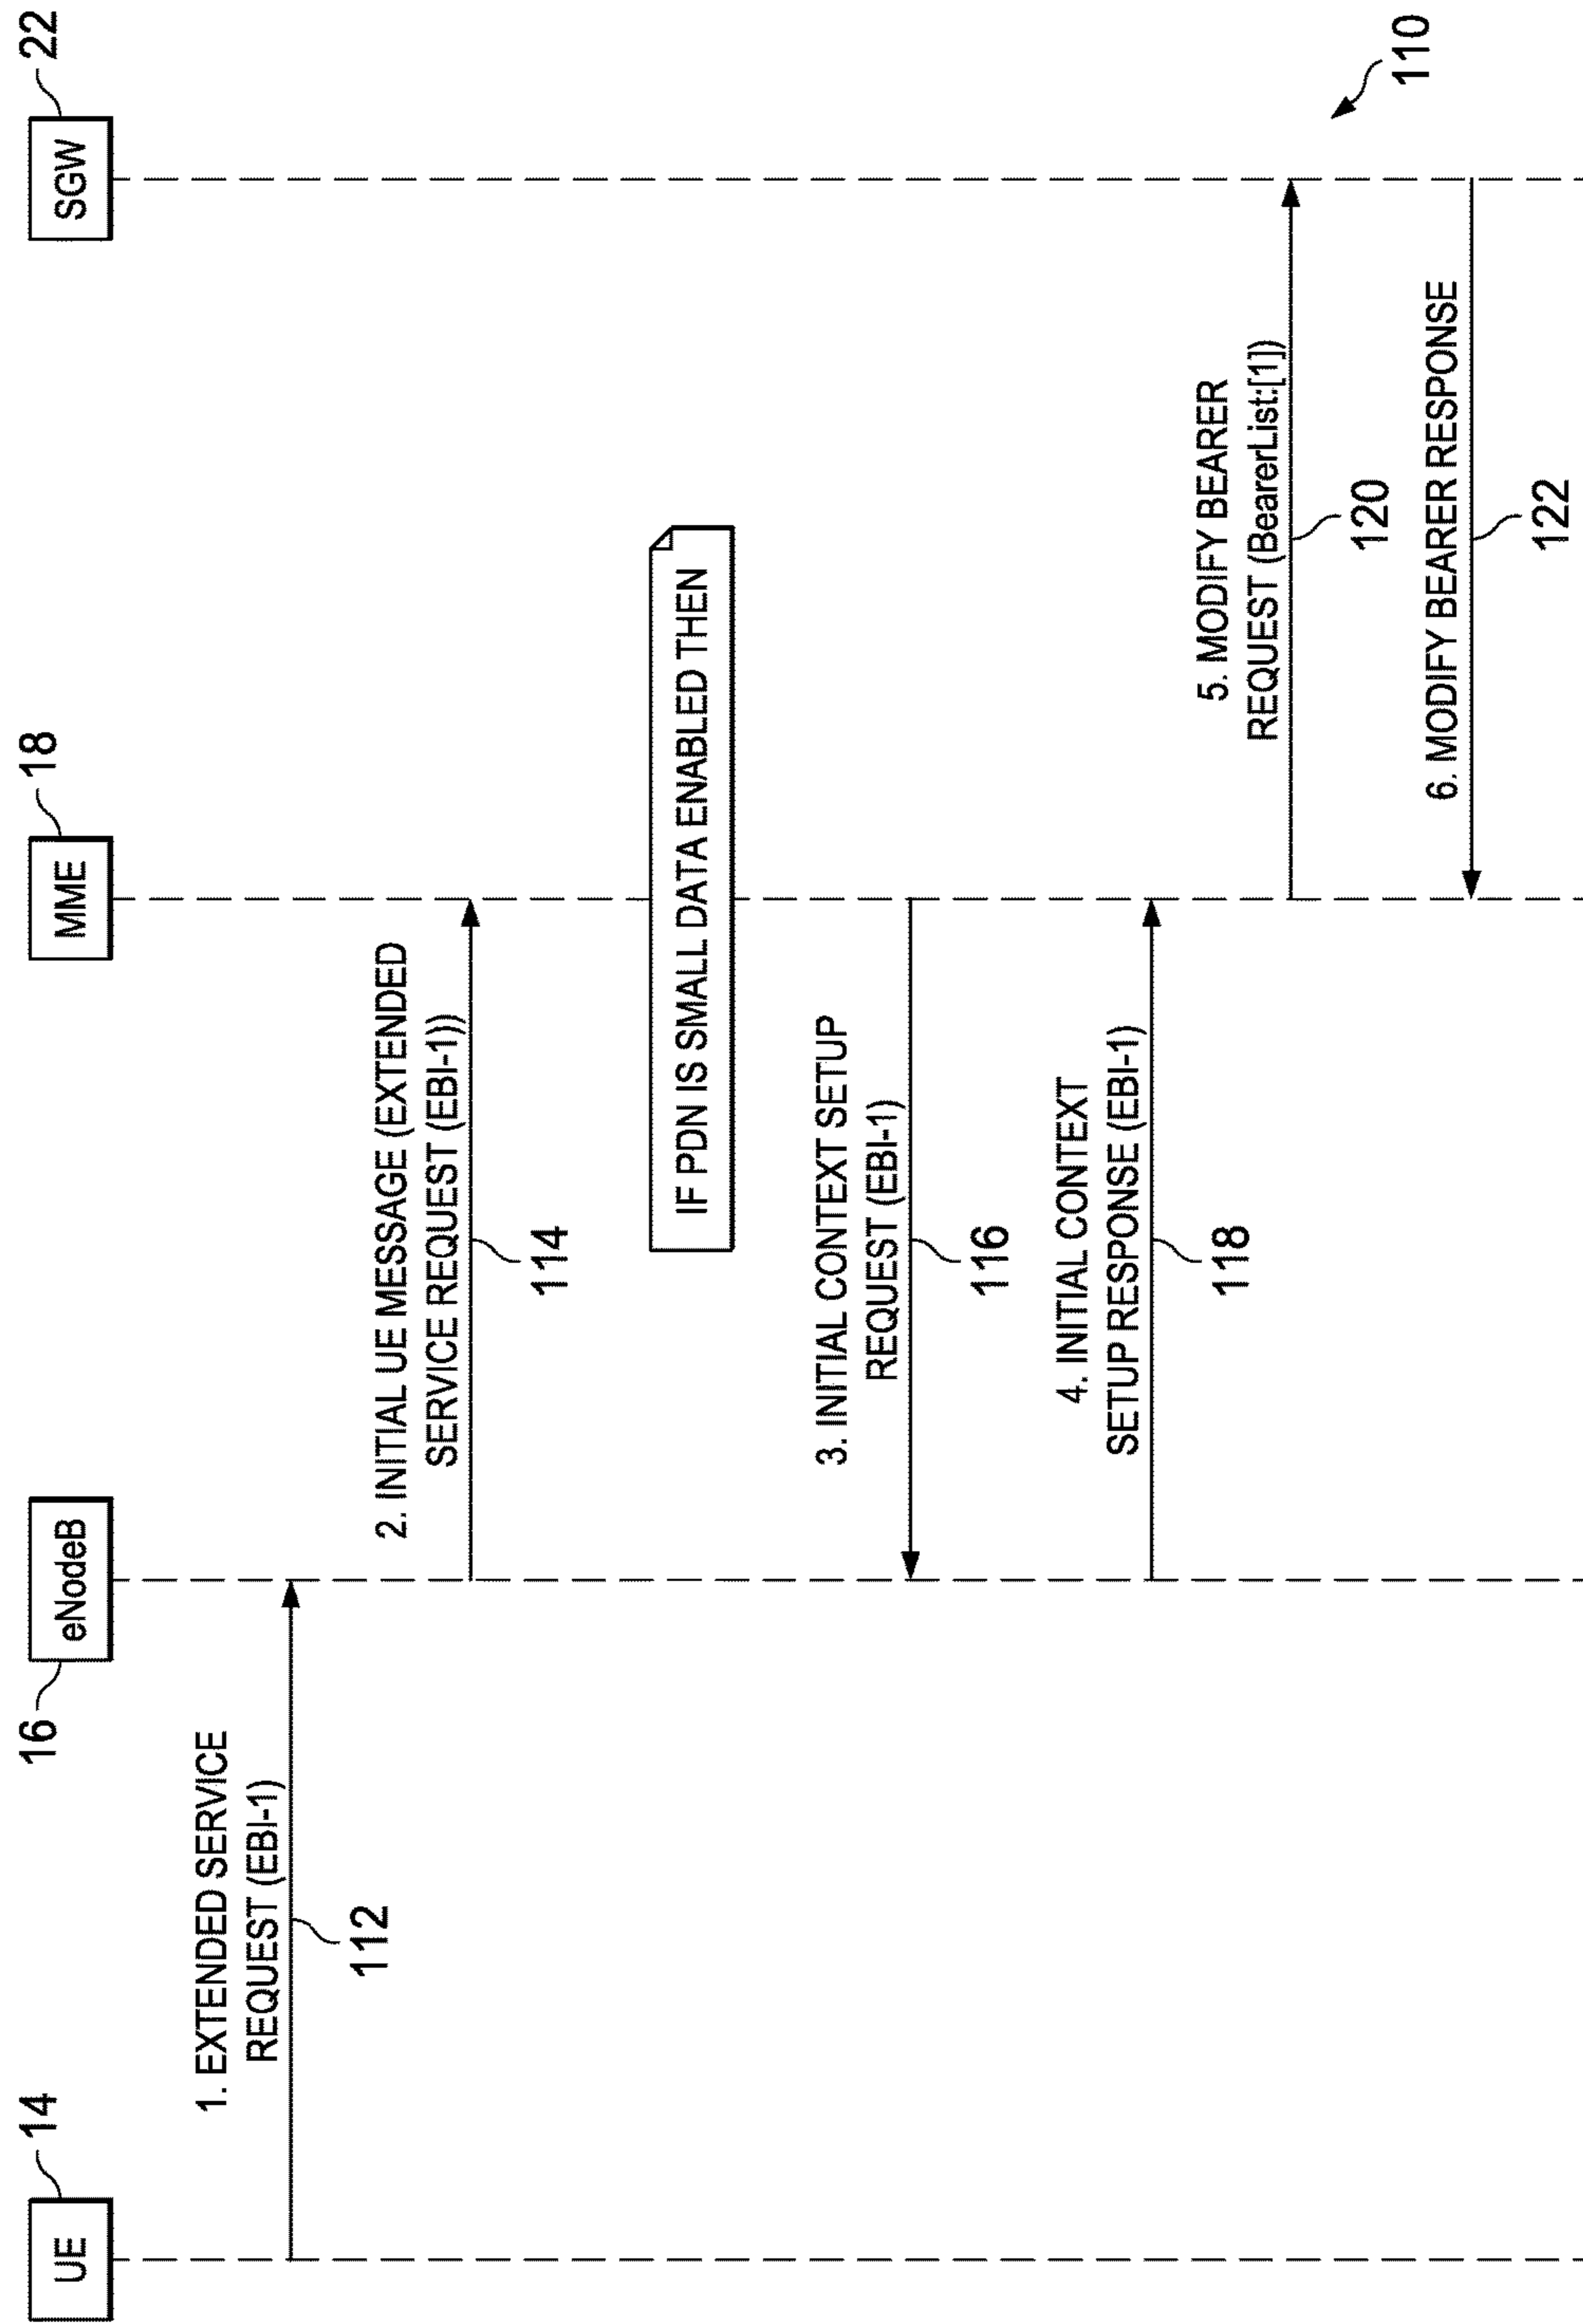 14
UE
16
eNodeB
18
MME
22
SGW
1. EXTENDED SERVICE
REQUEST (EBI-1)
112
2. INITIAL UE MESSAGE (EXTENDED
SERVICE REQUEST (EBI-1))
114
IF PDN IS SMALL DATA ENABLED THEN
3. INITIAL CONTEXT SETUP
REQUEST (EBI-1)
116
4. INITIAL CONTEXT
SETUP RESPONSE (EBI-1)
118
5. MODIFY BEARER
REQUEST (BearerList:[1])
120
6. MODIFY BEARER RESPONSE
122
110